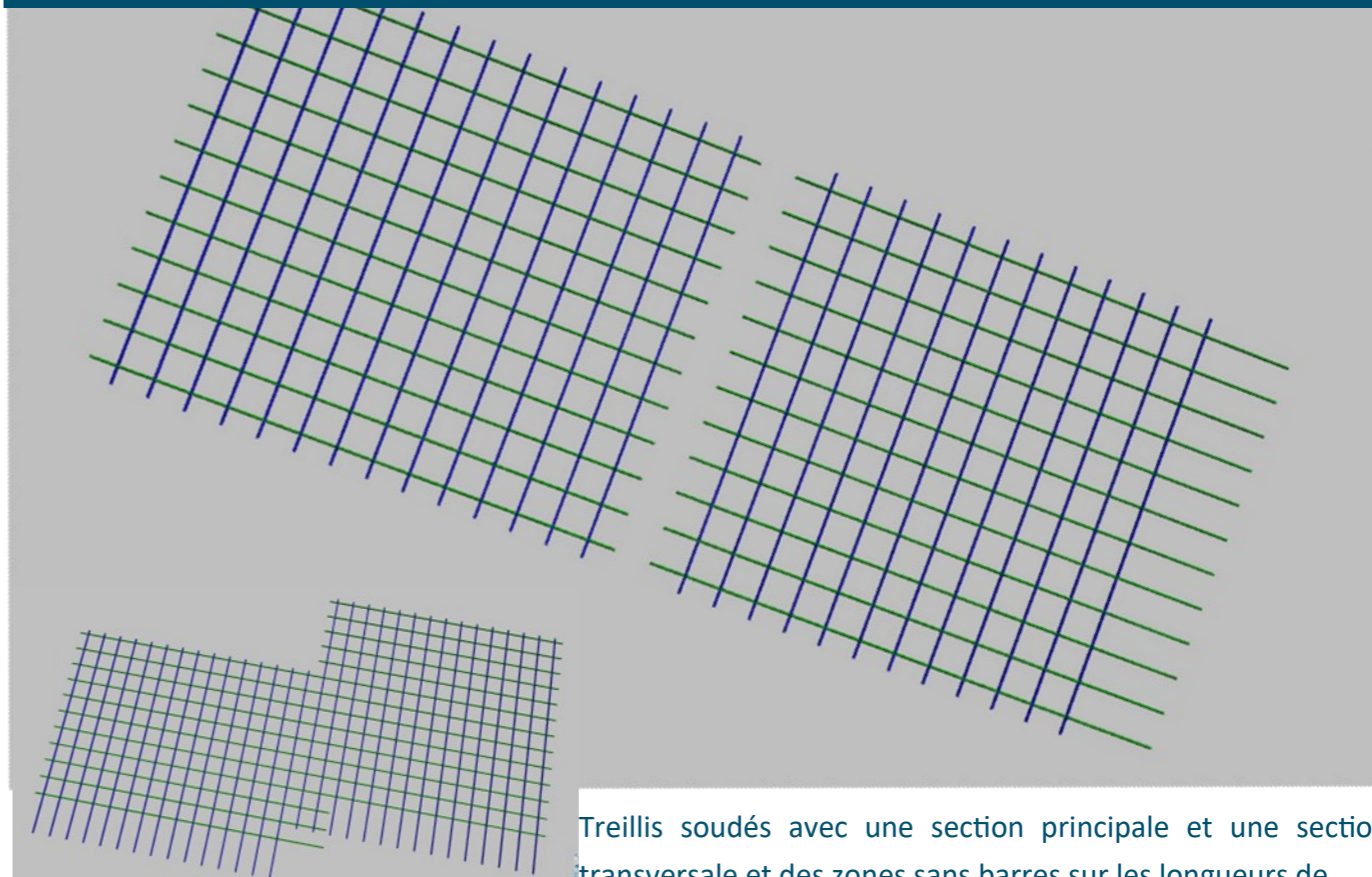 Treillis soudés avec une section principale et une sectio
transversale et des zones sans barres sur les longueurs de